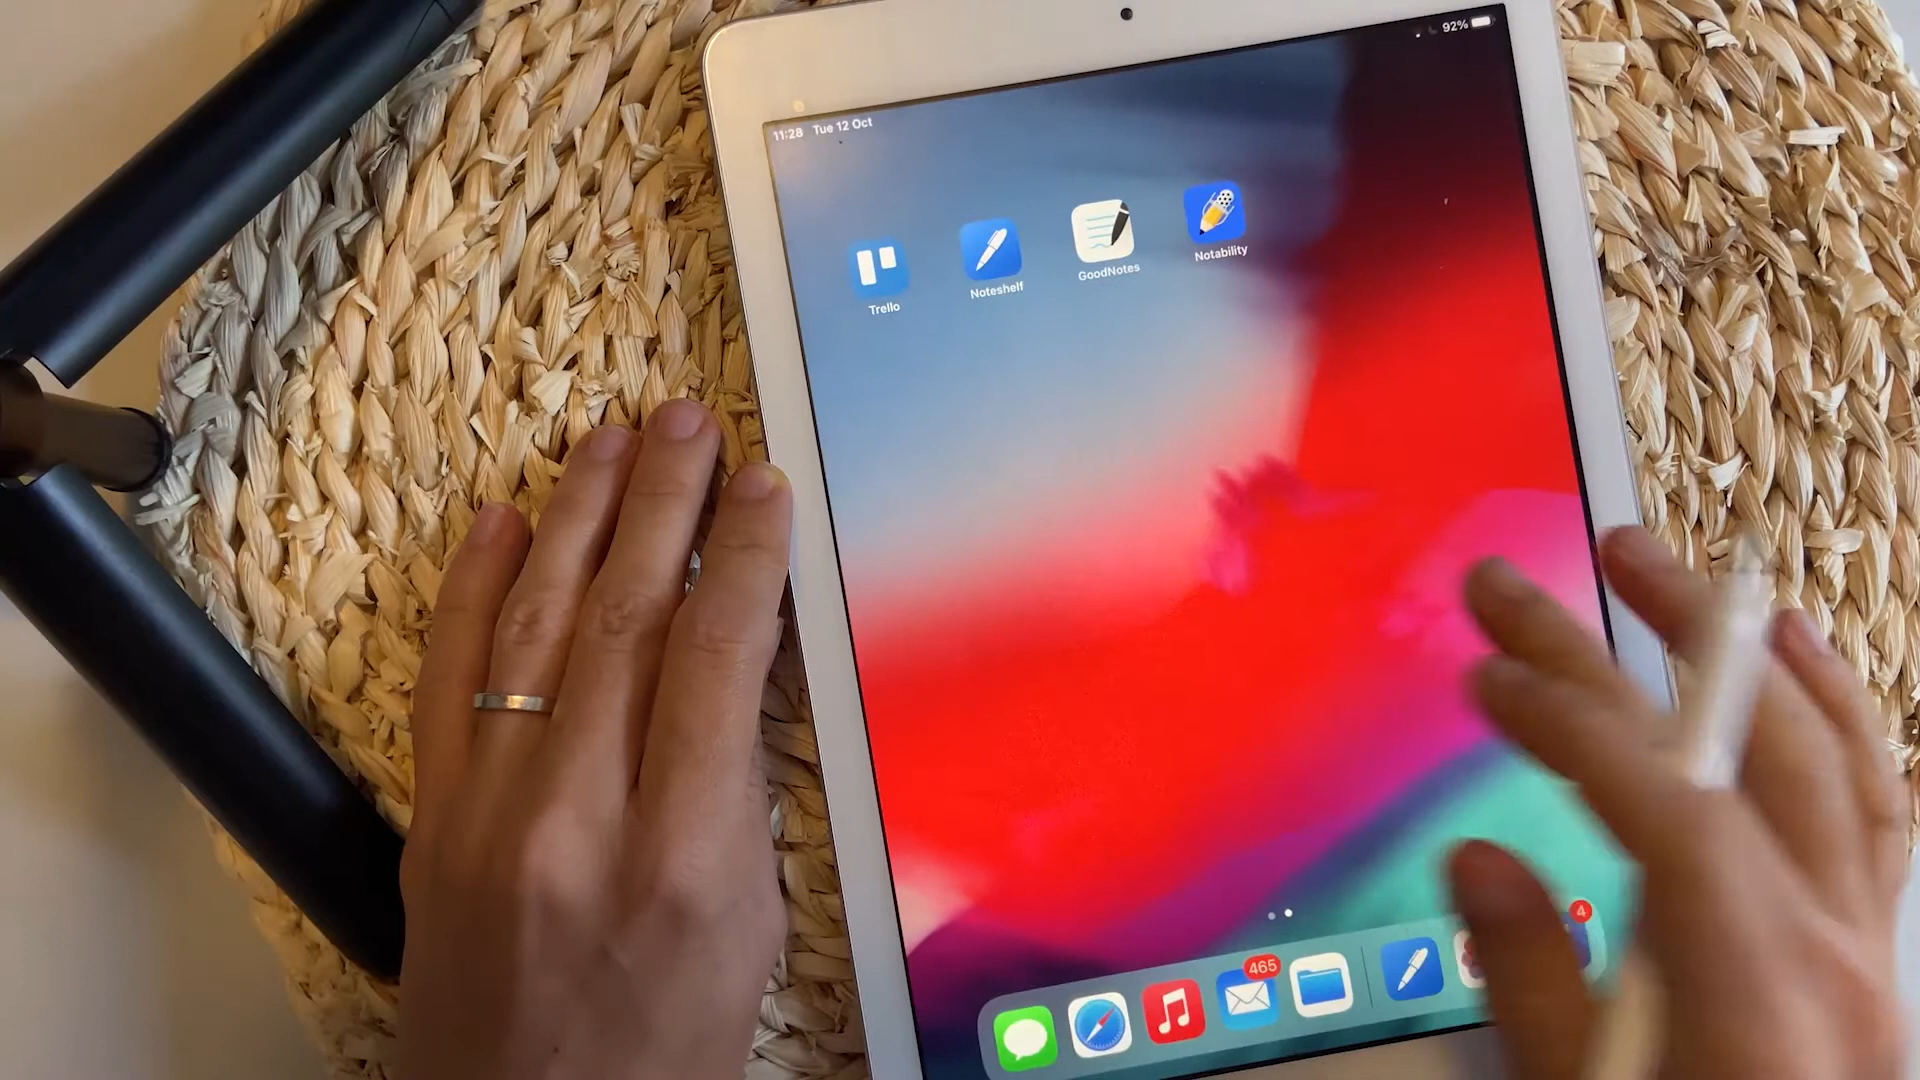 11:28 Tue 12 Oct
92%
Trello
Noteshelf
GoodNotes
Notability
465
4